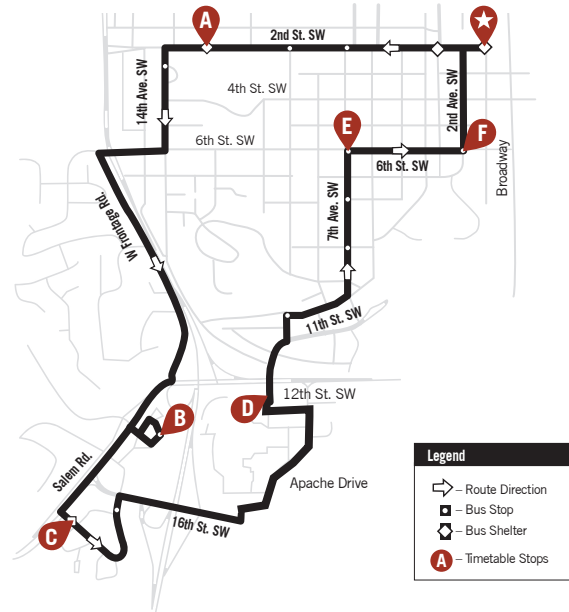 A
2nd St. SW
14th Ave. SW
4th St. SW
2nd Ave. SW
6th St. SW
E
F
6th St. SW
Broadway
W Frontage Rd.
7th Ave. SW
11th St. SW
12th St. SW
D
B
Salem Rd.
Apache Drive
C
16th St. SW
Legend
– Route Direction
– Bus Stop
– Bus Shelter
A – Timetable Stops